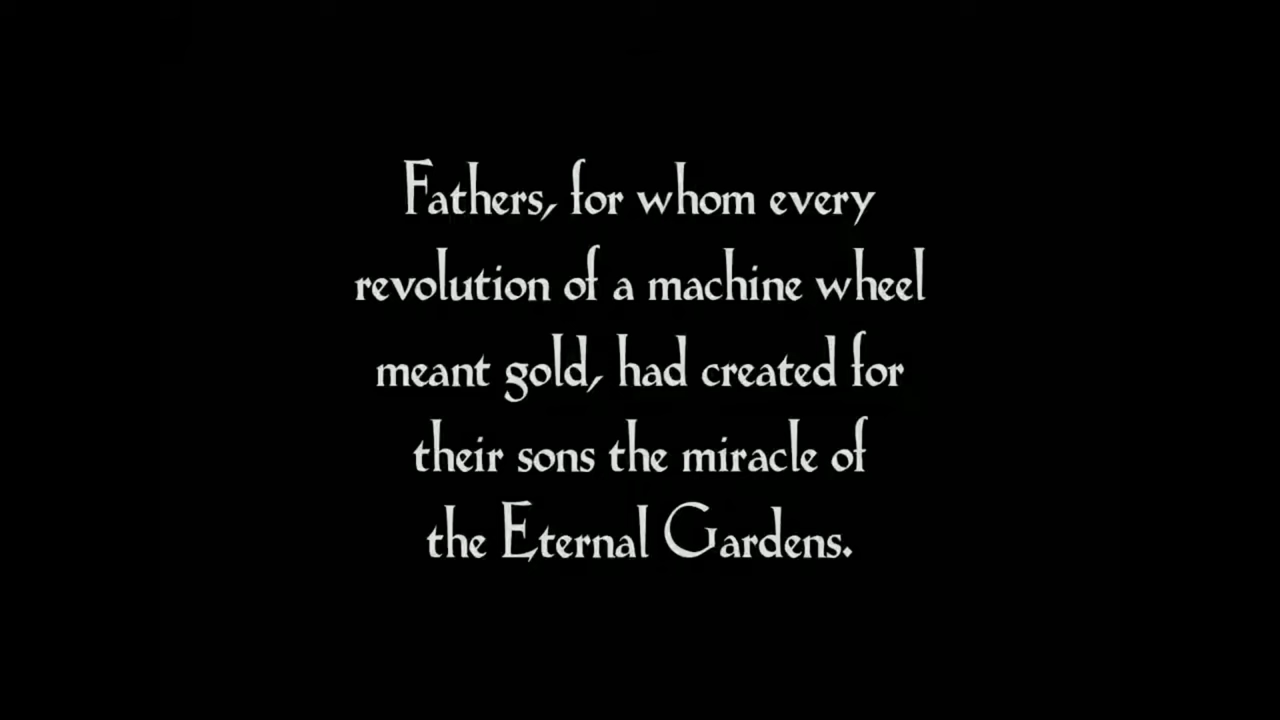 Fathers, for whom every
revolution of a machine wheel
meant gold, had created for
their sons the miracle of
the Eternal Gardens.